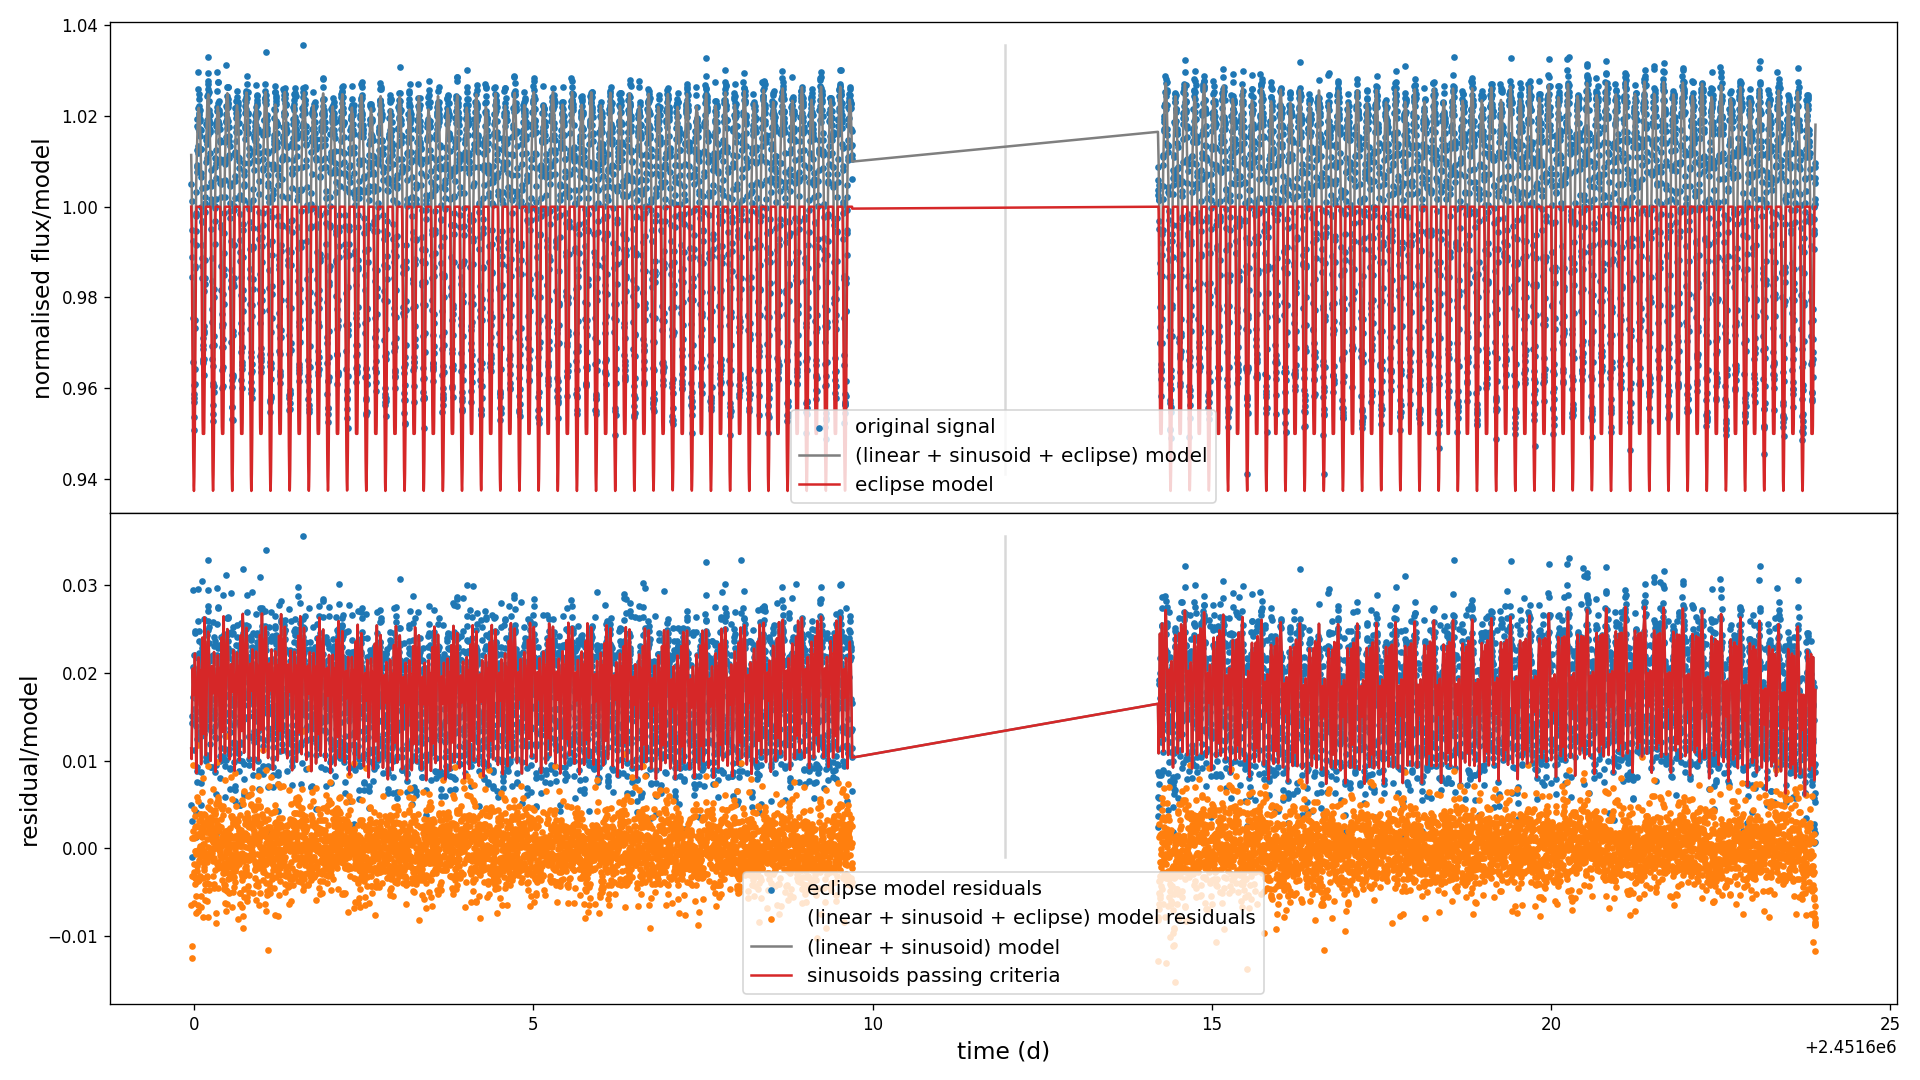 1.04
1.02
1.00
0.98
0.96
0.94
normalised flux/model
original signal
(linear + sinusoid + eclipse) model
eclipse model
0.03
0.02
0.01
0.00
−0.01
residual/model
eclipse model residuals
(linear + sinusoid + eclipse) model residuals
(linear + sinusoid) model
sinusoids passing criteria
0 5 10 15 20 25
time (d)
+2.4516e6